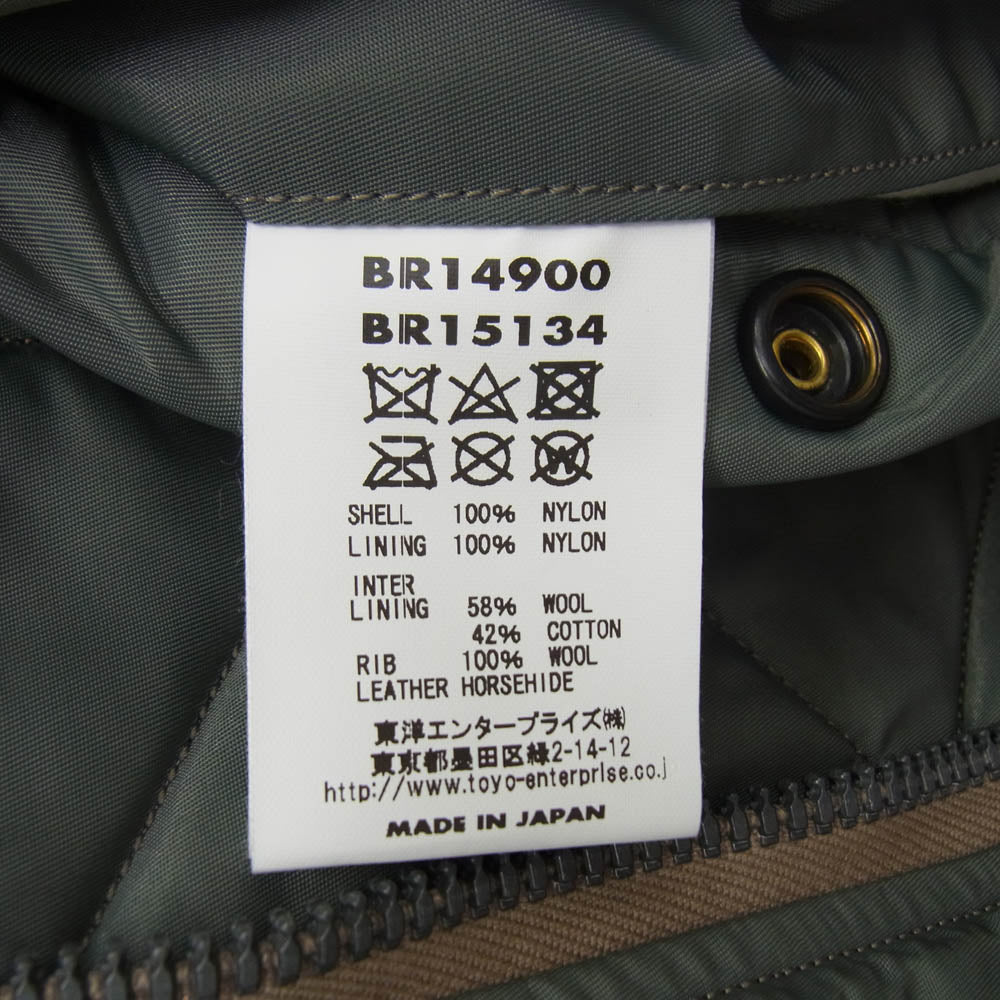 BR14900
BR15134
W
SHELL 100% NYLON
LINING 100% NYLON
INTER
LINING 58% WOOL
42% COTTON
RIB 100% WOOL
LEATHER HORSEHIDE
東洋エンタープライズ㈱
東京都墨田区緑2-14-12
http://www.toyo-enterprise.co.j
MADE IN JAPAN